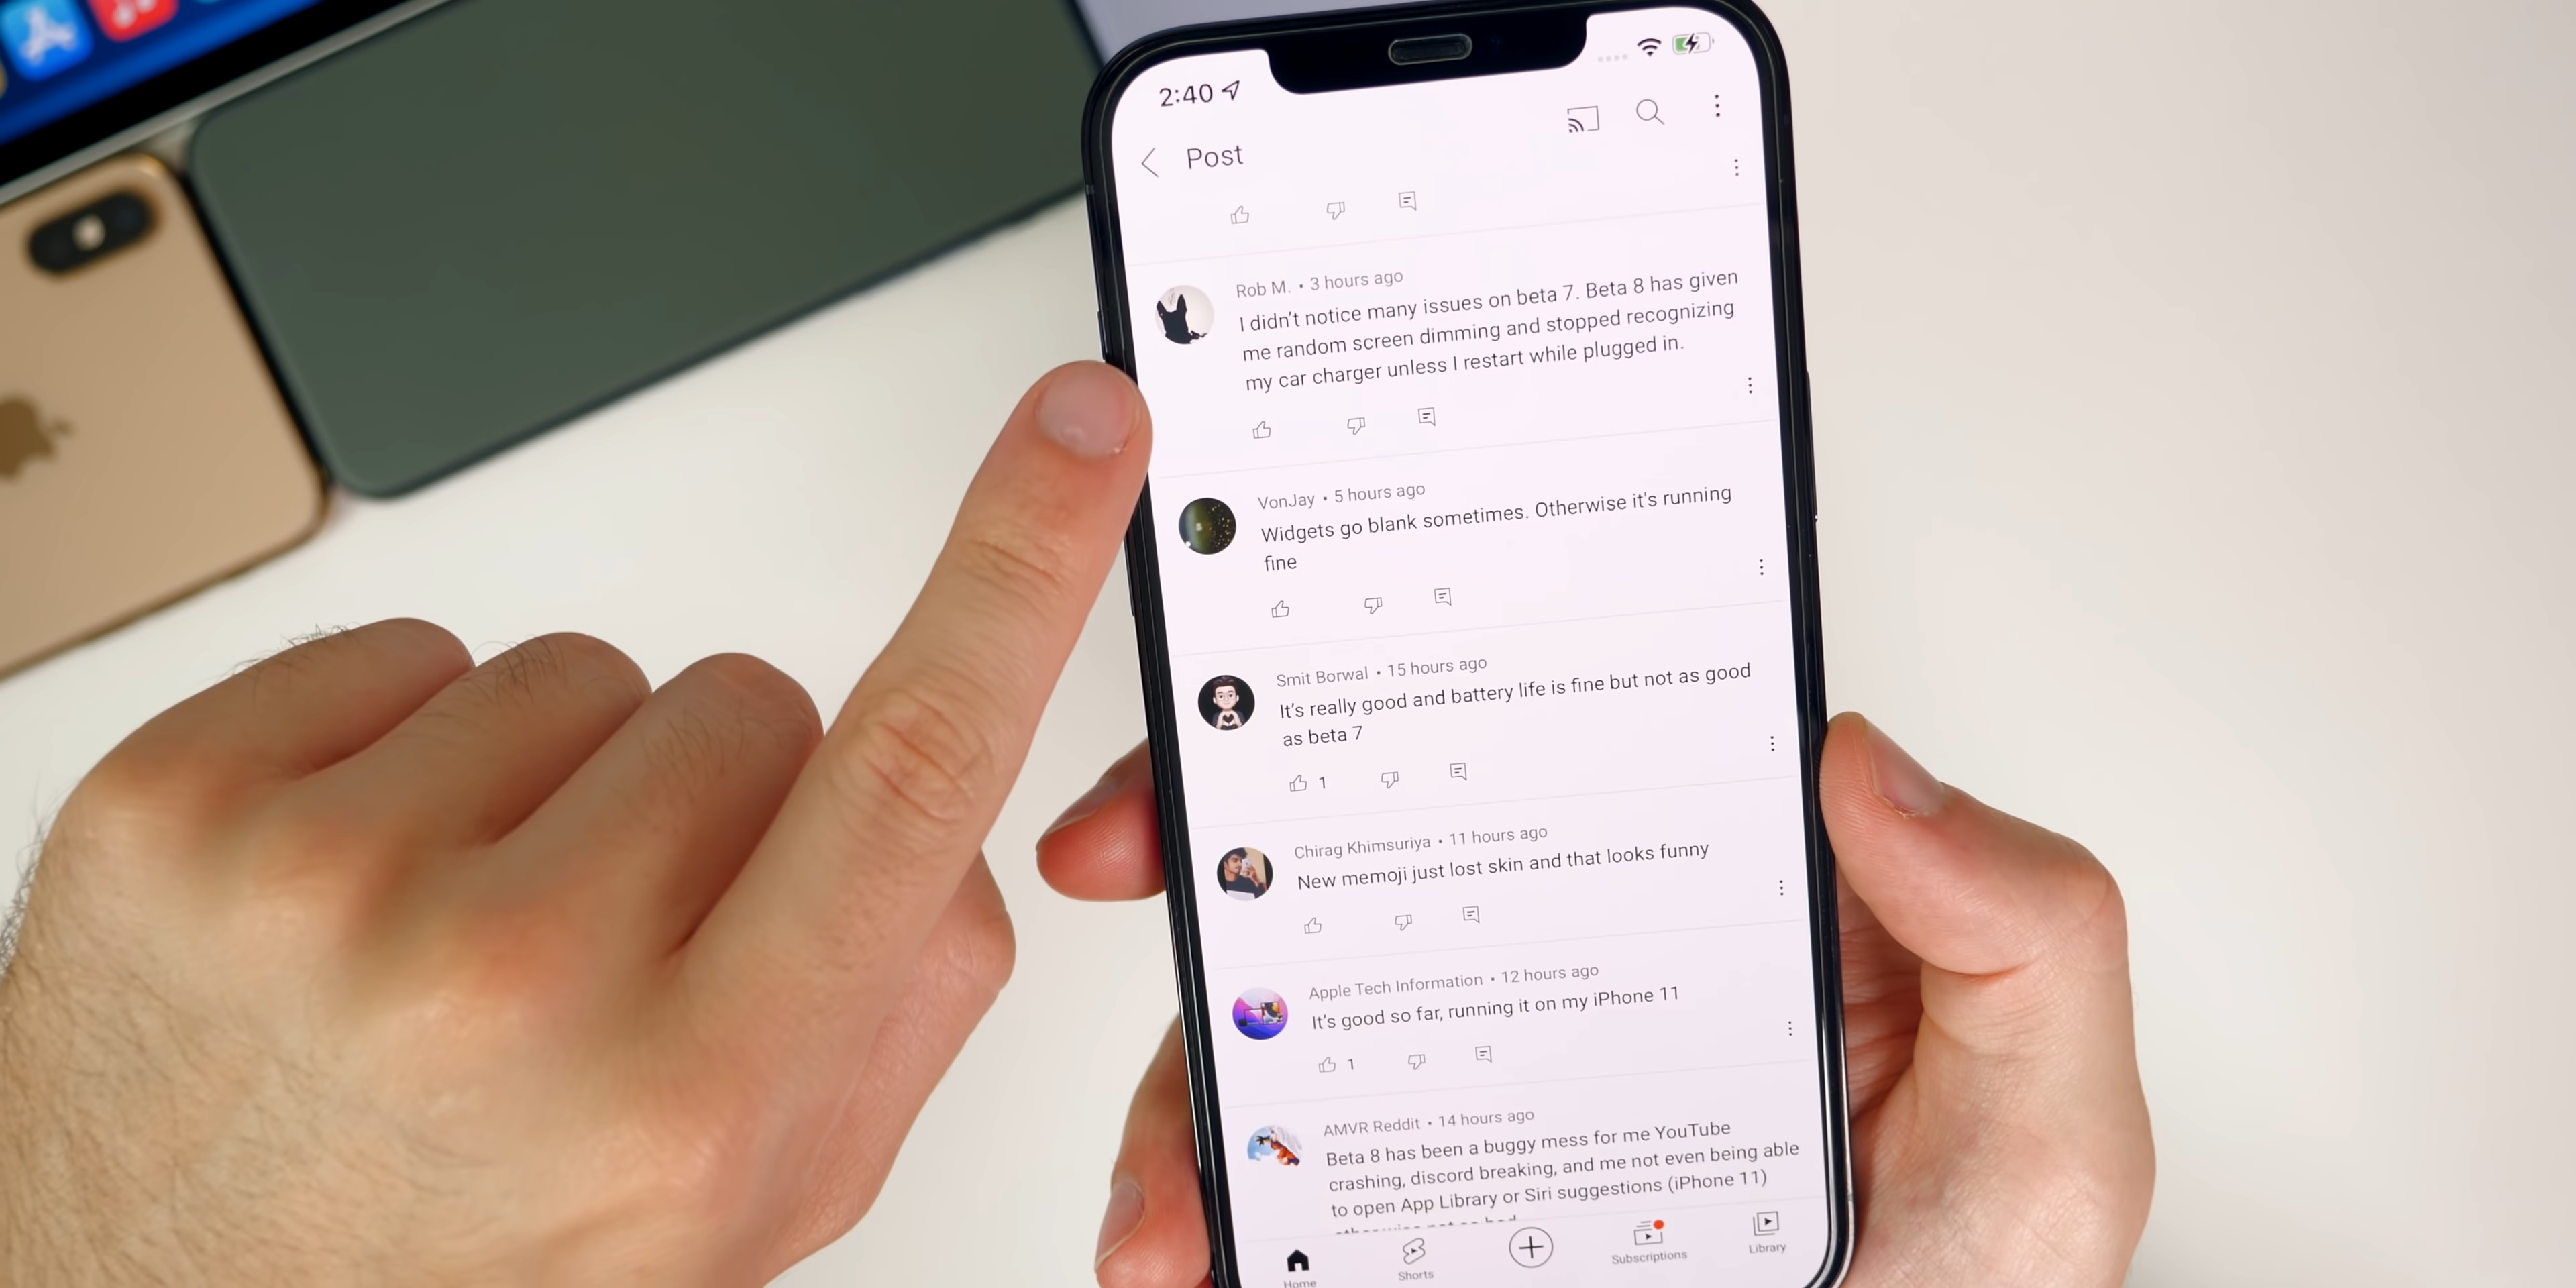 2:40
Post
Rob M. • 3 hours ago
I didn't notice many issues on beta 7. Beta 8 has given
me random screen dimming and stopped recognizing
my car charger unless I restart while plugged in.
VonJay • 5 hours ago
Widgets go blank sometimes. Otherwise it's running
fine
Smit Borwal • 15 hours ago
It's really good and battery life is fine but not as good
as beta 7
1
Chirag Khimsuriya • 11 hours ago
New memoji just lost skin and that looks funny
Apple Tech Information • 12 hours ago
It's good so far, running it on my iPhone 11
1
AMVR Reddit • 14 hours ago
Beta 8 has been a buggy mess for me YouTube
crashing, discord breaking, and me not even being able
to open App Library or Siri suggestions (iPhone 11)
Home
Shorts
Subscriptions
Library